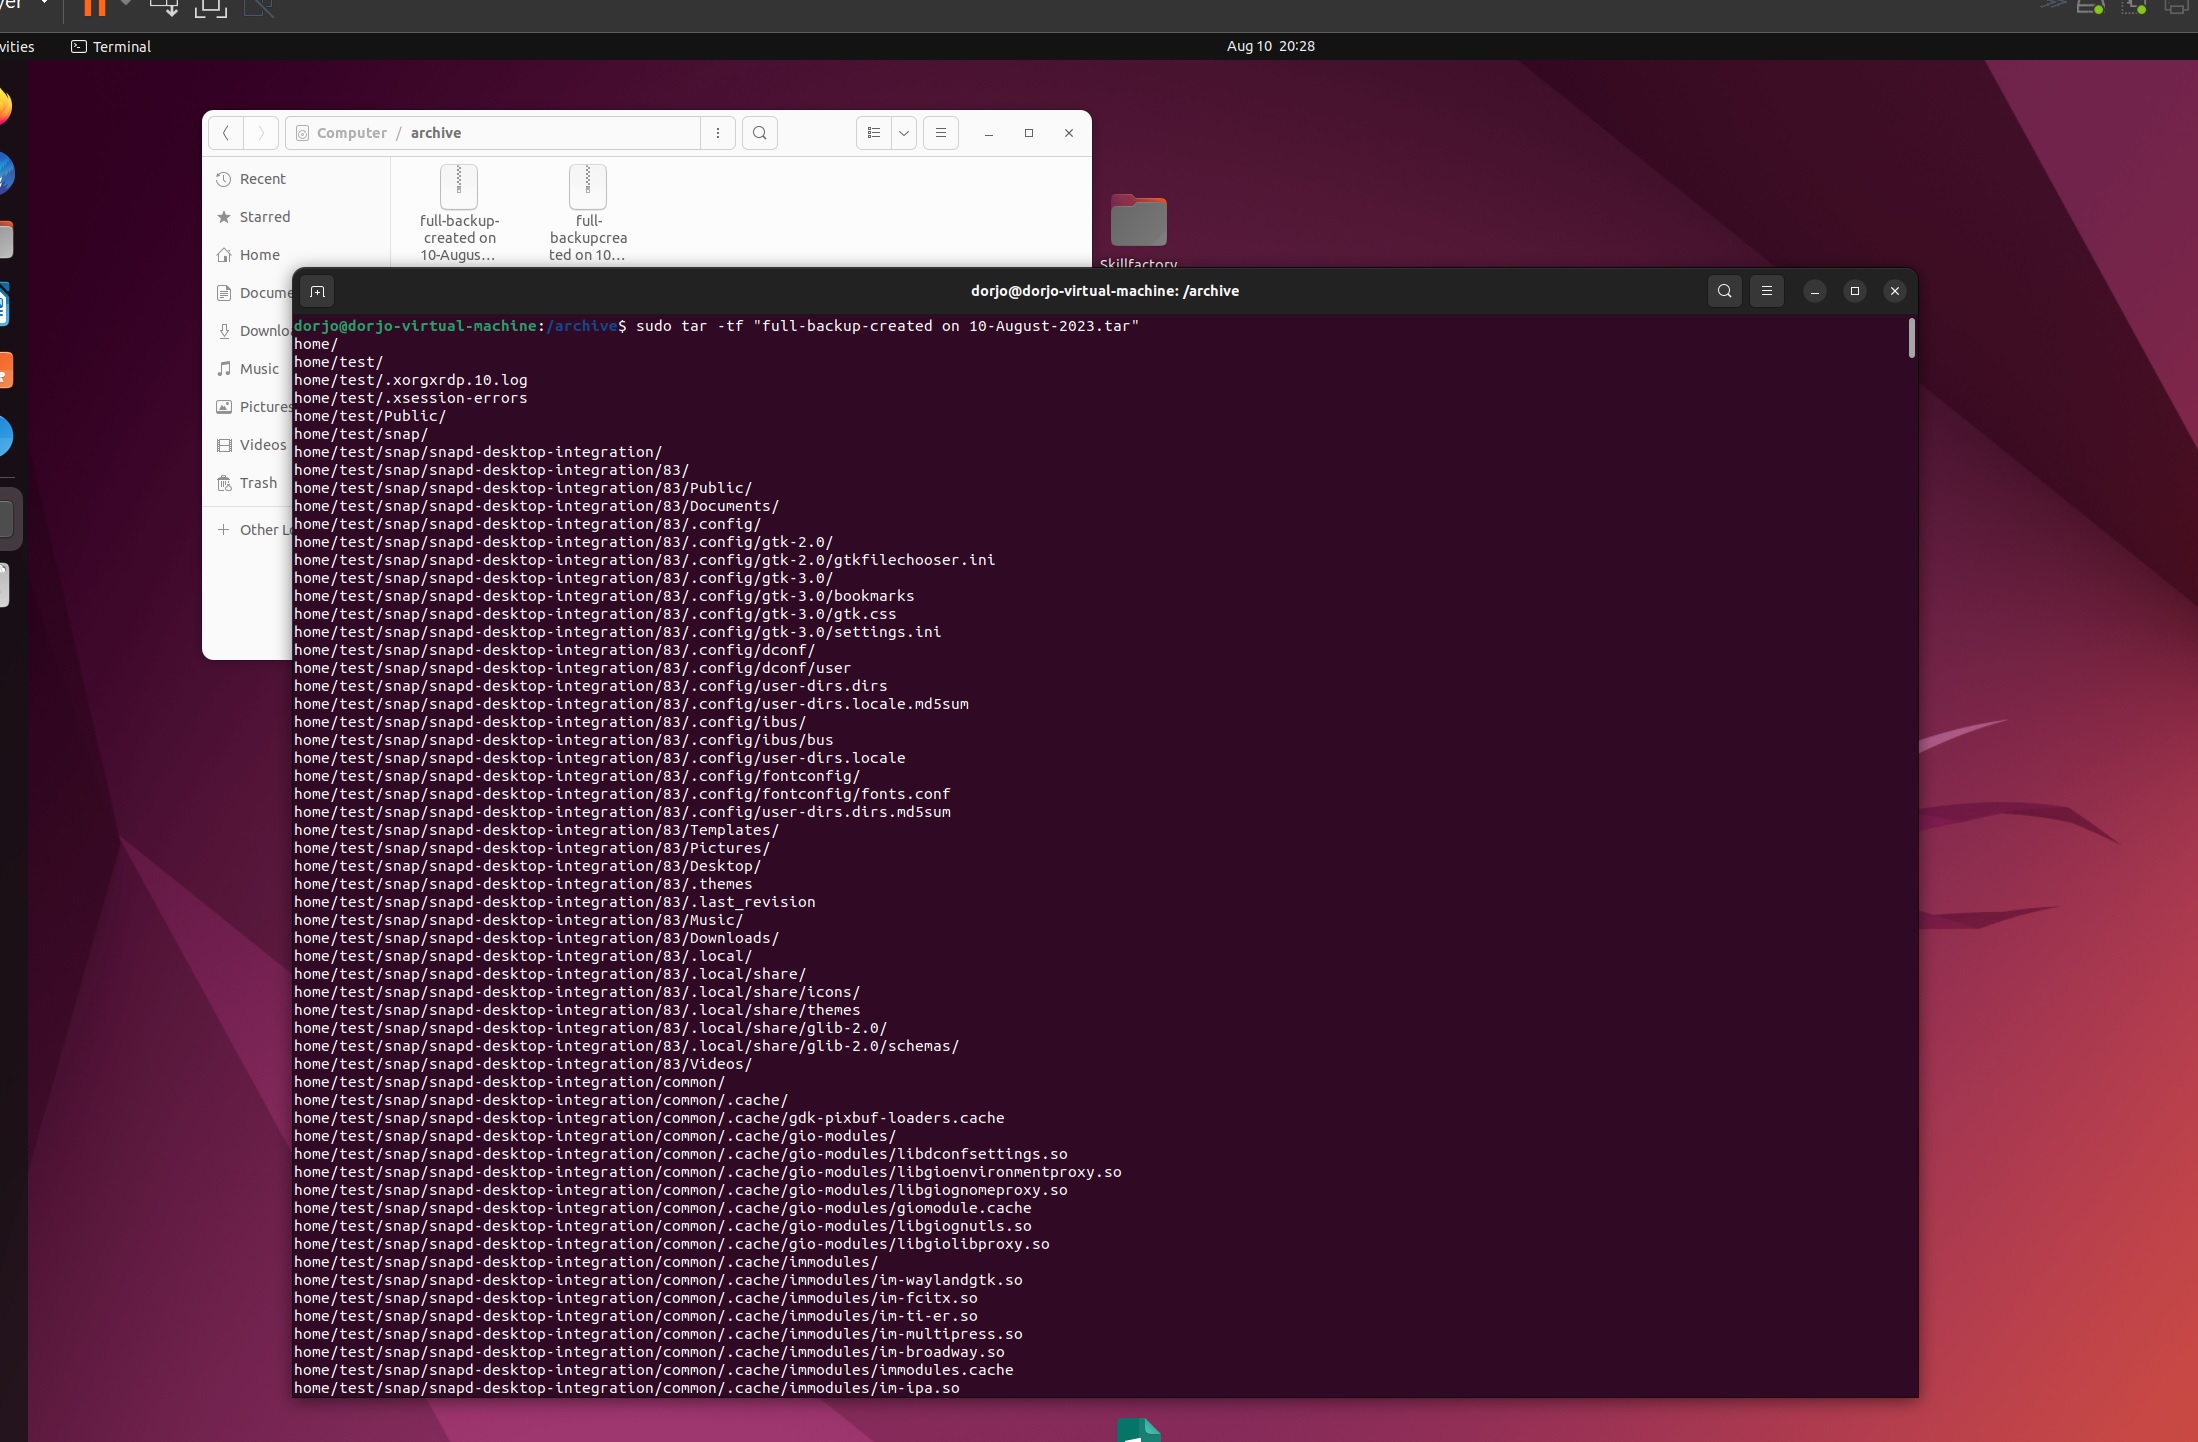 Terminal
Aug 10 20:28
Computer / archive
Recent
Starred
Home
Music
Pictures
Videos
Trash
full-backup-
created on
10-Augus...
full-
backupcrea
ted on 10...
Skillfactory
dorjo@dorjo-virtual-machine: /archive
dorjo@dorjo-virtual-machine:/archive$ sudo tar -tf "full-backup-created on 10-August-2023.tar"
home/
home/test/
home/test/.xorgxrdp.10.log
home/test/.xsession-errors
home/test/Public/
home/test/snap/
home/test/snap/snapd-desktop-integration/
home/test/snap/snapd-desktop-integration/83/
home/test/snap/snapd-desktop-integration/83/Public/
home/test/snap/snapd-desktop-integration/83/Documents/
home/test/snap/snapd-desktop-integration/83/.config/
home/test/snap/snapd-desktop-integration/83/.config/gtk-2.0/
home/test/snap/snapd-desktop-integration/83/.config/gtk-2.0/gtkfilechooser.ini
home/test/snap/snapd-desktop-integration/83/.config/gtk-3.0/
home/test/snap/snapd-desktop-integration/83/.config/gtk-3.0/bookmarks
home/test/snap/snapd-desktop-integration/83/.config/gtk-3.0/gtk.css
home/test/snap/snapd-desktop-integration/83/.config/gtk-3.0/settings.ini
home/test/snap/snapd-desktop-integration/83/.config/dconf/
home/test/snap/snapd-desktop-integration/83/.config/dconf/user
home/test/snap/snapd-desktop-integration/83/.config/user-dirs.dirs
home/test/snap/snapd-desktop-integration/83/.config/user-dirs.locale.md5sum
home/test/snap/snapd-desktop-integration/83/.config/ibus/
home/test/snap/snapd-desktop-integration/83/.config/ibus/bus
home/test/snap/snapd-desktop-integration/83/.config/user-dirs.locale
home/test/snap/snapd-desktop-integration/83/.config/fontconfig/
home/test/snap/snapd-desktop-integration/83/.config/fontconfig/fonts.conf
home/test/snap/snapd-desktop-integration/83/.config/user-dirs.dirs.md5sum
home/test/snap/snapd-desktop-integration/83/Templates/
home/test/snap/snapd-desktop-integration/83/Pictures/
home/test/snap/snapd-desktop-integration/83/Desktop/
home/test/snap/snapd-desktop-integration/83/.themes
home/test/snap/snapd-desktop-integration/83/.last_revision
home/test/snap/snapd-desktop-integration/83/Music/
home/test/snap/snapd-desktop-integration/83/Downloads/
home/test/snap/snapd-desktop-integration/83/.local/
home/test/snap/snapd-desktop-integration/83/.local/share/
home/test/snap/snapd-desktop-integration/83/.local/share/icons/
home/test/snap/snapd-desktop-integration/83/.local/share/themes
home/test/snap/snapd-desktop-integration/83/.local/share/glib-2.0/
home/test/snap/snapd-desktop-integration/83/.local/share/glib-2.0/schemas/
home/test/snap/snapd-desktop-integration/83/Videos/
home/test/snap/snapd-desktop-integration/common/
home/test/snap/snapd-desktop-integration/common/.cache/
home/test/snap/snapd-desktop-integration/common/.cache/gdk-pixbuf-loaders.cache
home/test/snap/snapd-desktop-integration/common/.cache/gio-modules/
home/test/snap/snapd-desktop-integration/common/.cache/gio-modules/libdconfsettings.so
home/test/snap/snapd-desktop-integration/common/.cache/gio-modules/libgioenvironmentproxy.so
home/test/snap/snapd-desktop-integration/common/.cache/gio-modules/libgiognomeproxy.so
home/test/snap/snapd-desktop-integration/common/.cache/gio-modules/giomodule.cache
home/test/snap/snapd-desktop-integration/common/.cache/gio-modules/libgiognutls.so
home/test/snap/snapd-desktop-integration/common/.cache/gio-modules/libgiolibproxy.so
home/test/snap/snapd-desktop-integration/common/.cache/immodules/
home/test/snap/snapd-desktop-integration/common/.cache/immodules/im-waylandgtk.so
home/test/snap/snapd-desktop-integration/common/.cache/immodules/im-fcitx.so
home/test/snap/snapd-desktop-integration/common/.cache/immodules/im-ti-er.so
home/test/snap/snapd-desktop-integration/common/.cache/immodules/im-multipress.so
home/test/snap/snapd-desktop-integration/common/.cache/immodules/im-broadway.so
home/test/snap/snapd-desktop-integration/common/.cache/immodules/immodules.cache
home/test/snap/snapd-desktop-integration/common/.cache/immodules/im-ipa.so